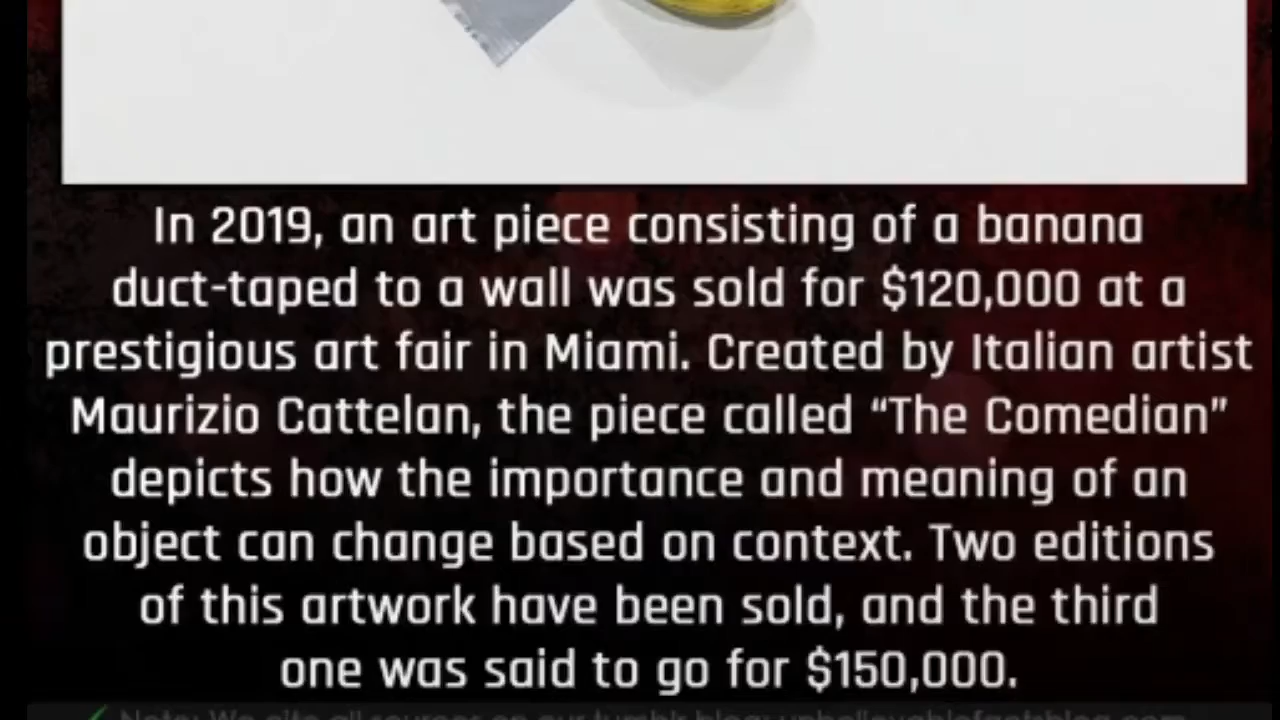 In 2019, an art piece consisting of a banana
duct-taped to a wall was sold for $120,000 at a
prestigious art fair in Miami. Created by Italian artist
Maurizio Cattelan, the piece called “The Comedian”
depicts how the importance and meaning of an
object can change based on context. Two editions
of this artwork have been sold, and the third
one was said to go for $150,000.